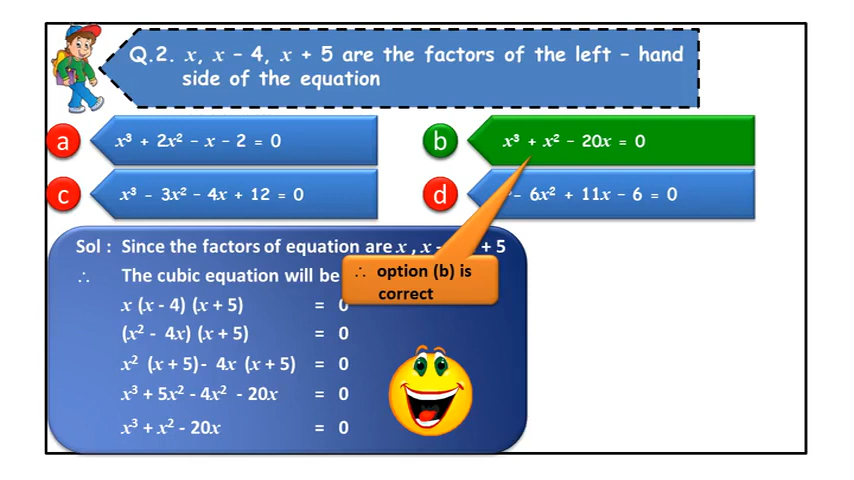 Q.2. x, x – 4, x + 5 are the factors of the left – hand
side of the equation
a
x³ + 2x² – x – 2 = 0
b
x³ + x² – 20x = 0
c
x³ – 3x² – 4x + 12 = 0
d
– 6x² + 11x – 6 = 0
Sol : Since the factors of equation are x , x - + 5
∴ The cubic equation will be
∴ option (b) is
correct
x (x - 4) (x + 5) = 0
(x² - 4x) (x + 5) = 0
x² (x + 5) - 4x (x + 5) = 0
x³ + 5x² - 4x² - 20x = 0
x³ + x² - 20x = 0